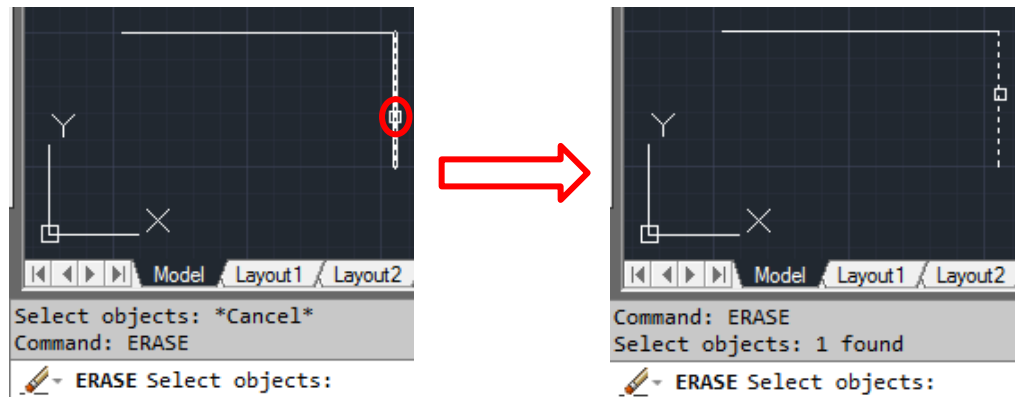 Y
X
Model Layout1 Layout2
Select objects: *Cancel*
Command: ERASE
ERASE Select objects:
Y
X
Model Layout1 Layout2
Command: ERASE
Select objects: 1 found
ERASE Select objects: